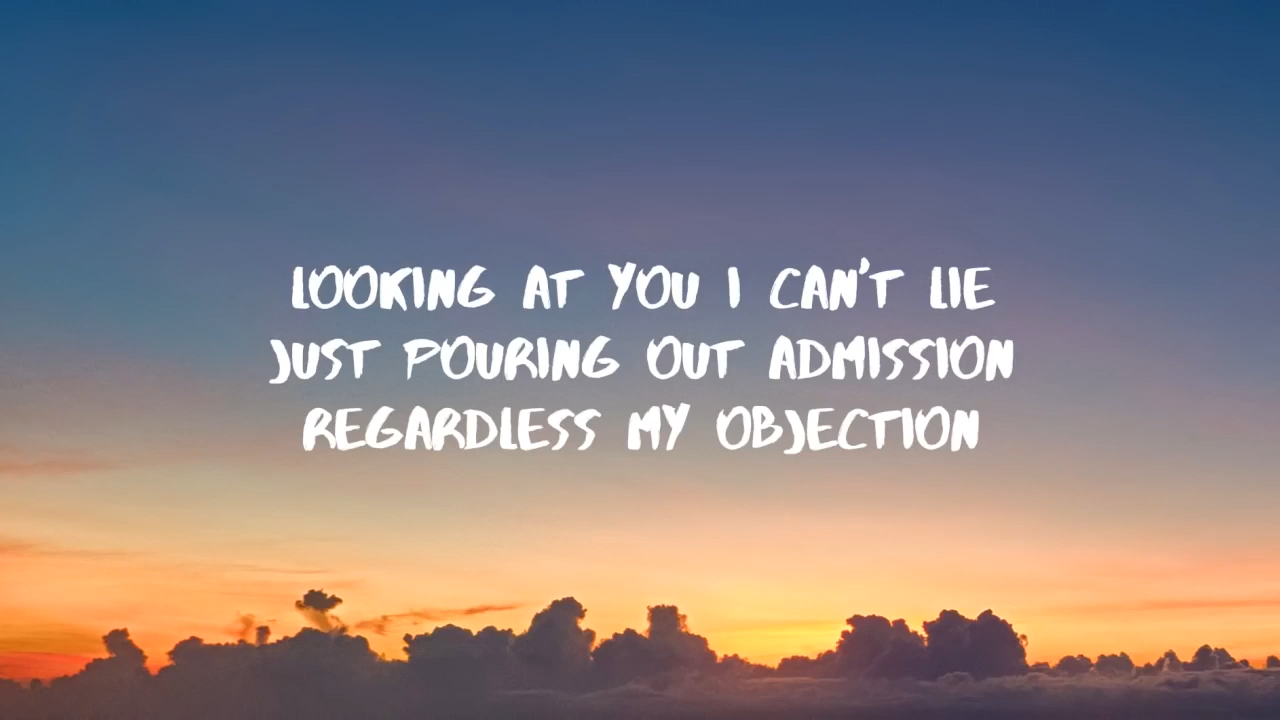 LOOKING AT YOU I CAN'T LIE
JUST POURING OUT ADMISSION
REGARDLESS MY OBJECTION